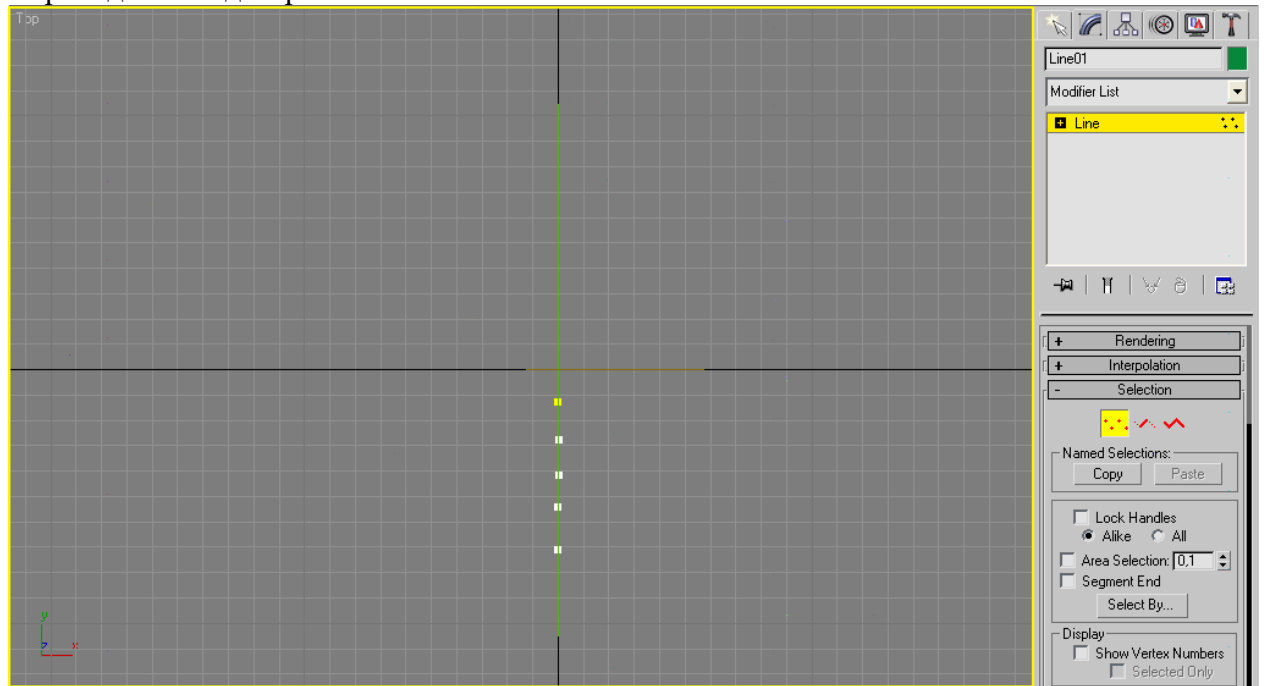 Top
Line01
Modifier List
Line
+ Rendering
+ Interpolation
- Selection
Named Selections:
Copy Paste
Lock Handles
Alike All
Area Selection: 0,1
Segment End
Select By...
Display
Show Vertex Numbers
Selected Only
y
z x